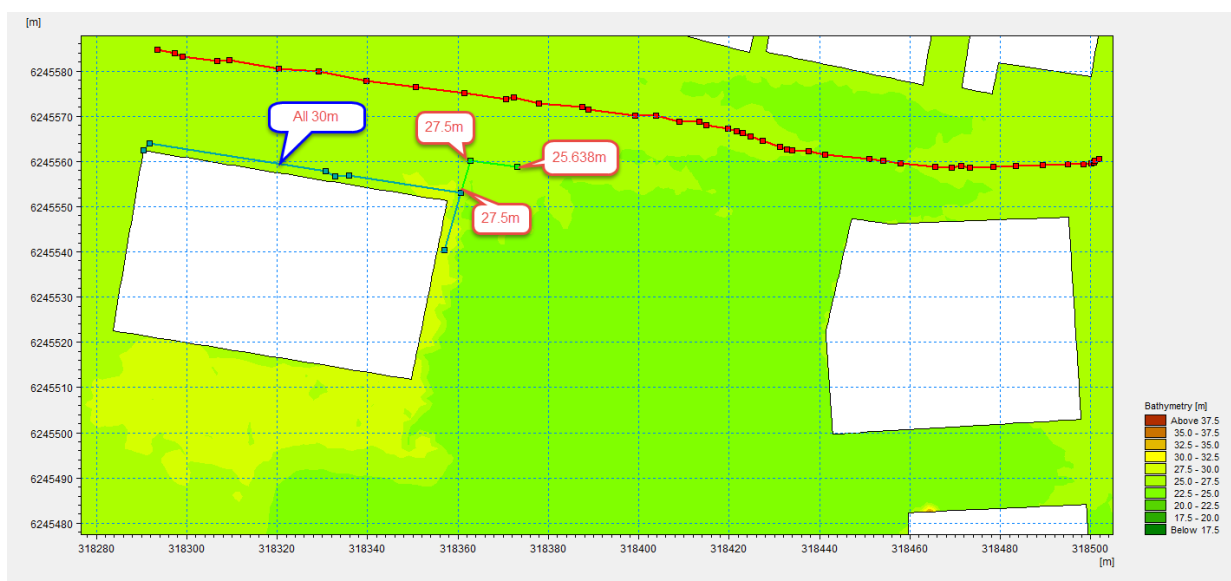 [m]
6245580
6245570
6245560
6245550
6245540
6245530
6245520
6245510
6245500
6245490
6245480
All 30m
27.5m
25.638m
27.5m
318280 318300 318320 318340 318360 318380 318400 318420 318440 318460 318480 318500
[m]
Bathymetry [m]
Above 37.5
35.0 - 37.5
32.5 - 35.0
30.0 - 32.5
27.5 - 30.0
25.0 - 27.5
22.5 - 25.0
20.0 - 22.5
17.5 - 20.0
Below 17.5